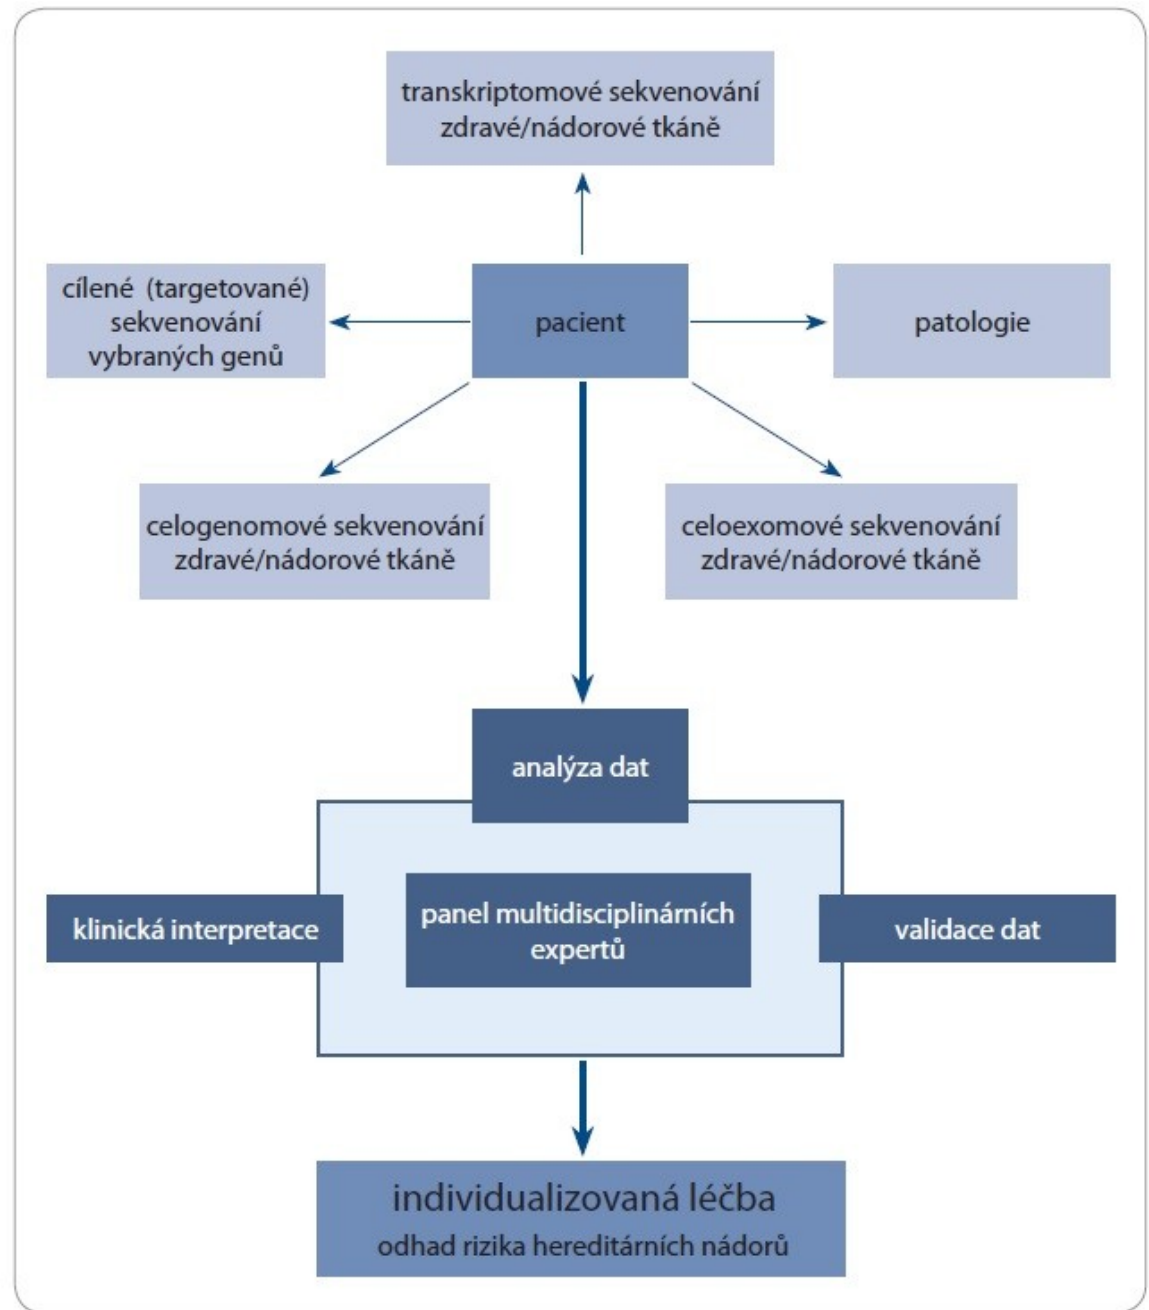 transkriptomové sekvenování
zdravé/nádorové tkáně
cílené (targetované)
sekvenování
vybraných genů
pacient
patologie
celogenomové sekvenování
zdravé/nádorové tkáně
celoexomové sekvenování
zdravé/nádorové tkáně
analýza dat
klinická interpretace
panel multidisciplinárních
expertů
validace dat
individualizovaná léčba
odhad rizika hereditárních nádorů